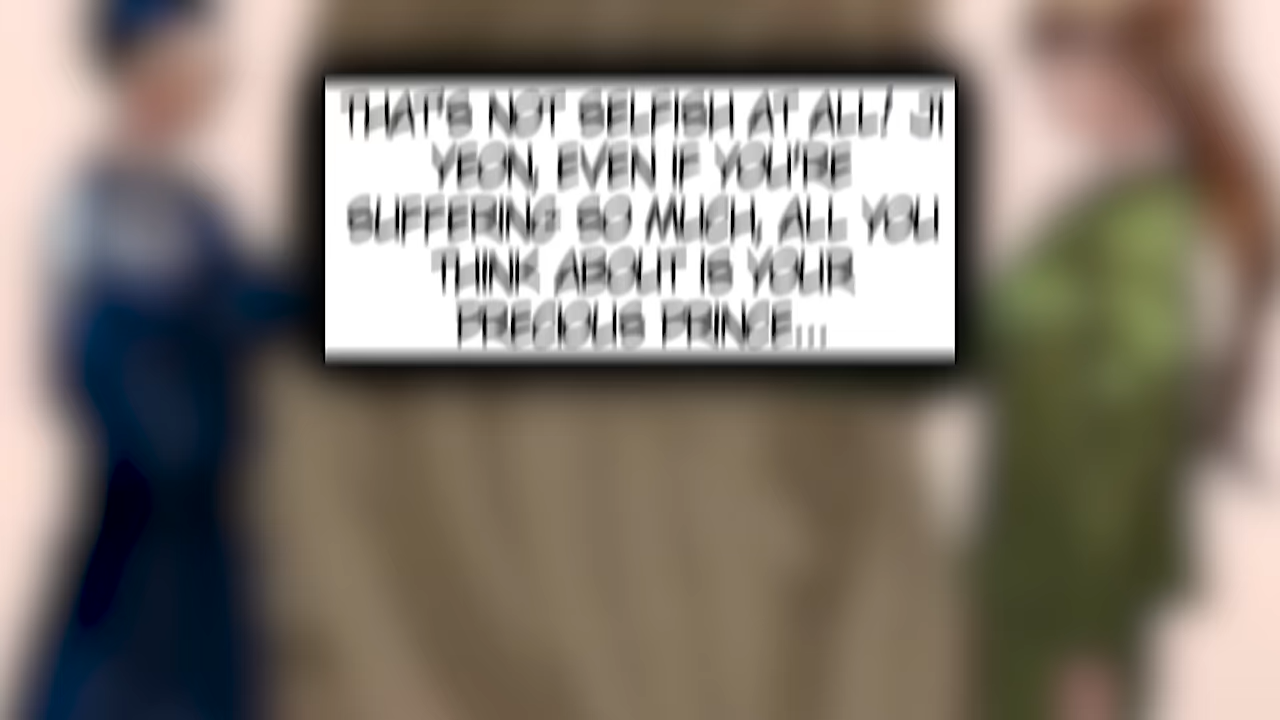 THAT'S NOT SELFISH AT ALL! JI
YEON, EVEN IF YOU'RE
SUFFERING SO MUCH, ALL YOU
THINK ABOUT IS YOUR
PRECIOUS PRINCE...